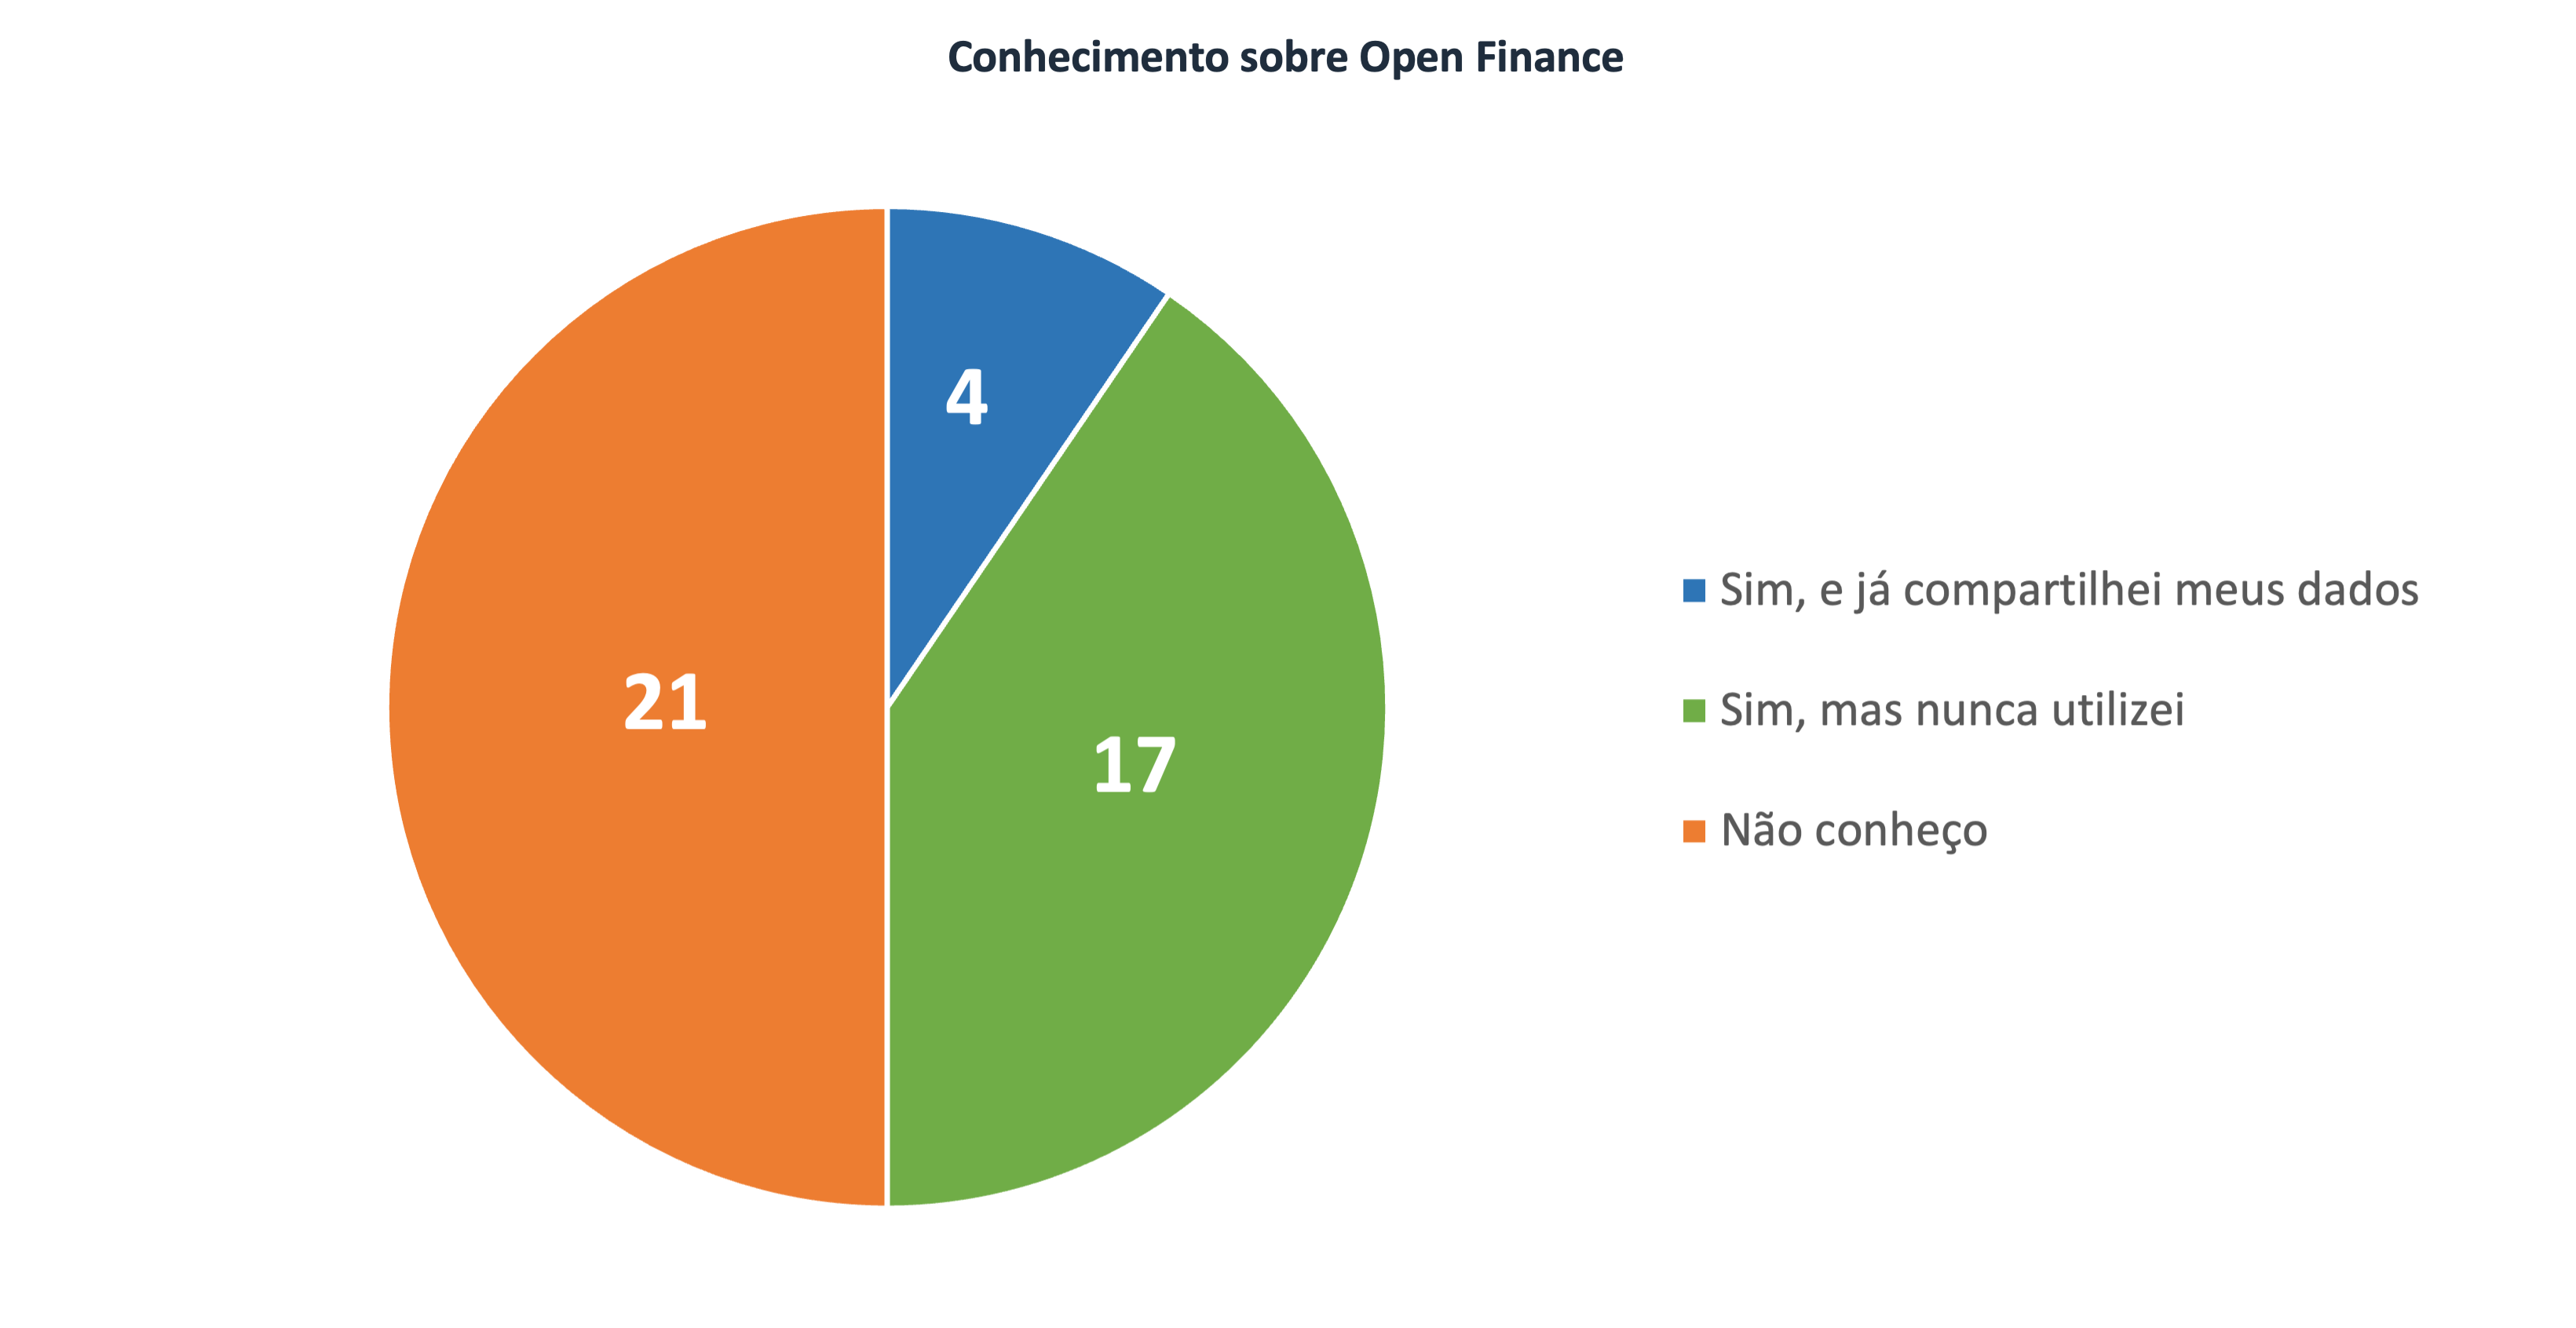 Conhecimento sobre Open Finance
4
21
17
Sim, e já compartilhei meus dados
Sim, mas nunca utilizei
Não conheço